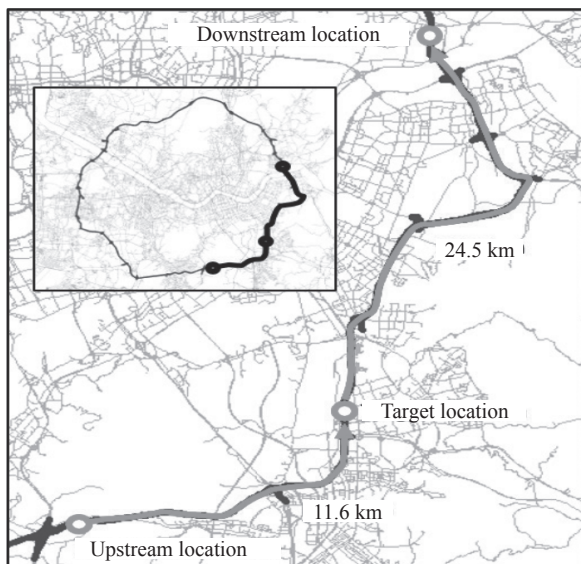 Downstream location
24.5 km
Target location
11.6 km
Upstream location